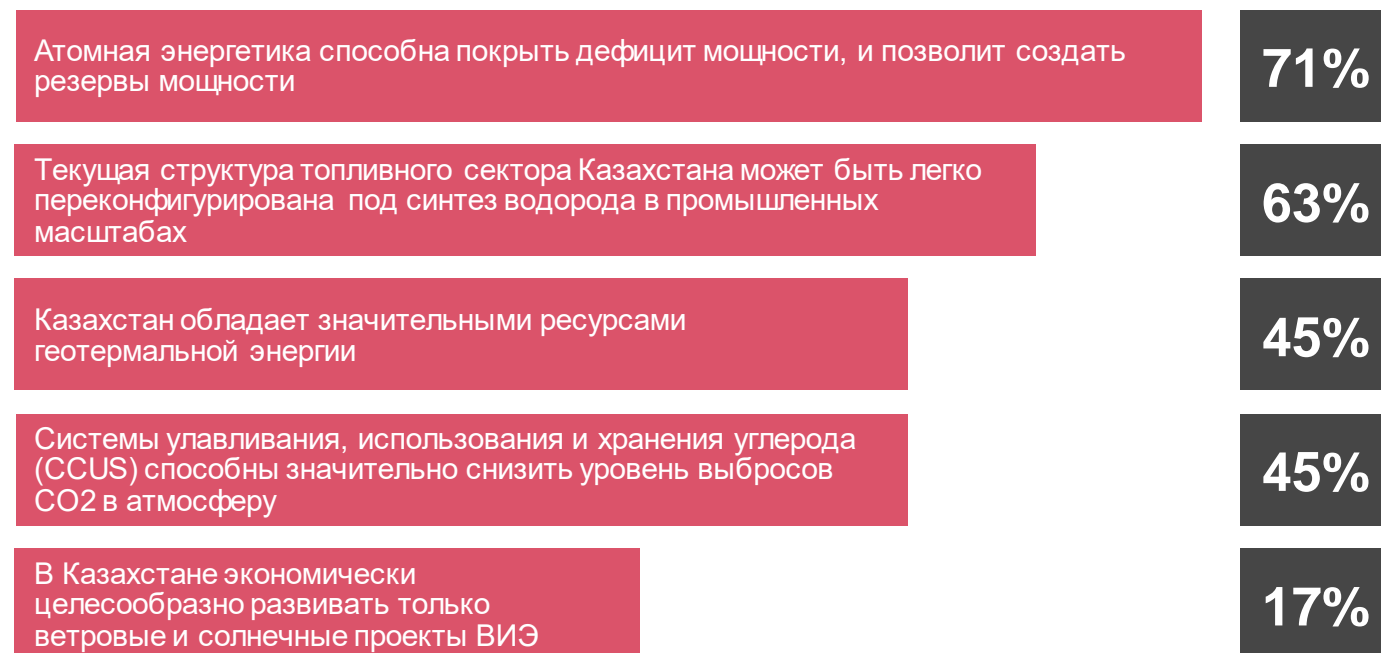 Атомная энергетика способна покрыть дефицит мощности, и позволит создать
резервы мощности
71%
Текущая структура топливного сектора Казахстана может быть легко
переконфигурирована под синтез водорода в промышленных
масштабах
63%
Казахстан обладает значительными ресурсами
геотермальной энергии
45%
Системы улавливания, использования и хранения углерода
(CCUS) способны значительно снизить уровень выбросов
СО2 в атмосферу
45%
В Казахстане экономически
целесообразно развивать только
ветровые и солнечные проекты ВИЭ
17%